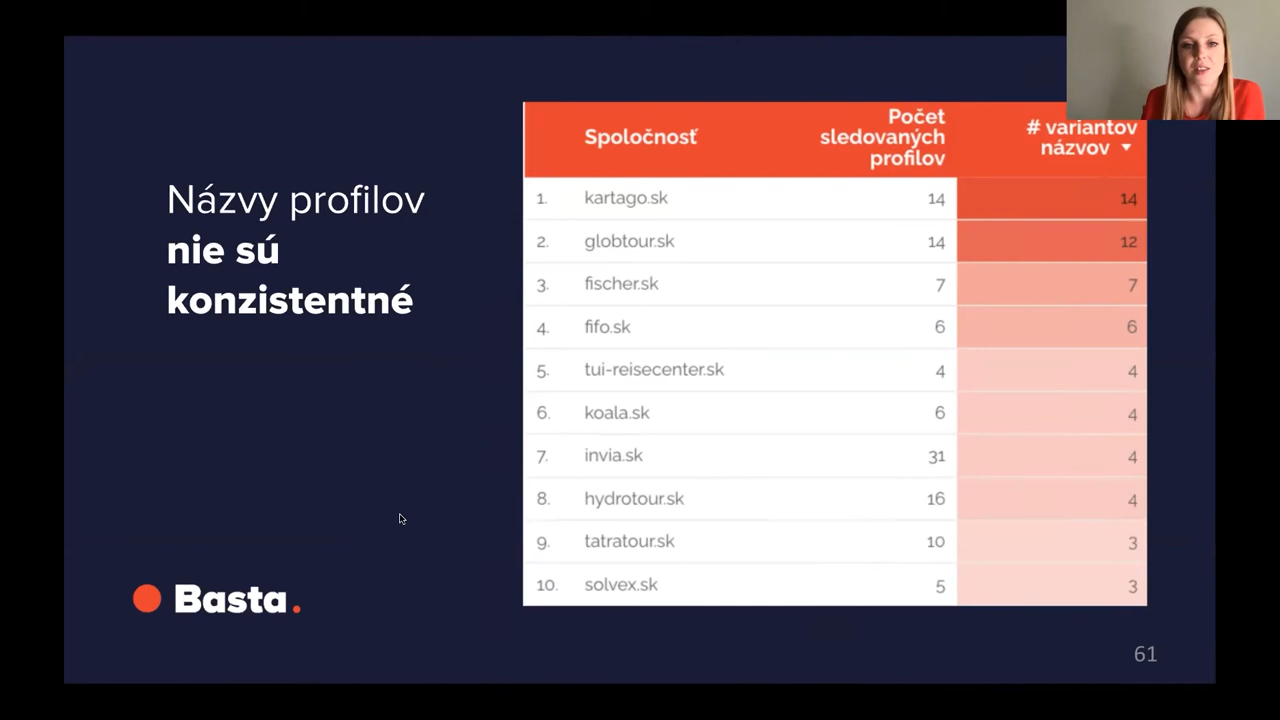 Názvy profilov
nie sú
konzistentné
Spoločnosť
Počet
sledovaných
profilov
# variantov
názvov
1. kartago.sk 14 14
2. globtour.sk 14 12
3. fischer.sk 7 7
4. fifo.sk 6 6
5. tui-reisecenter.sk 4 4
6. koala.sk 6 4
7. invia.sk 31 4
8. hydrotour.sk 16 4
9. tatratour.sk 10 3
10. solvex.sk 5 3
Basta.
61